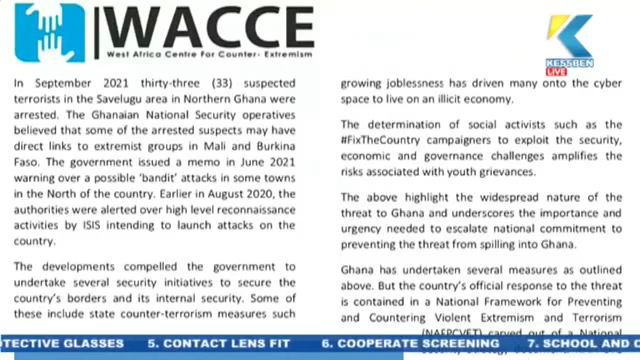 WACCE
West Africa Centre For Counter- Extremism
KESSBEN
LIVE
In September 2021 thirty-three (33) suspected
terrorists in the Savelugu area in Northern Ghana were
arrested. The Ghanaian National Security operatives
believed that some of the arrested suspects may have
direct links to extremist groups in Mali and Burkina
Faso. The government issued a memo in June 2021
warning over a possible 'bandit' attacks in some towns
in the North of the country. Earlier in August 2020, the
authorities were alerted over high level reconnaissance
activities by ISIS intending to launch attacks on the
country.
The developments compelled the government to
undertake several security initiatives to secure the
country's borders and its internal security. Some of
these include state counter-terrorism measures such
growing joblessness has driven many onto the cyber
space to live on an illicit economy.
The determination of social activists such as the
#FixTheCountry campaigners to exploit the security,
economic and governance challenges amplifies the
risks associated with youth grievances.
The above highlight the widespread nature of the
threat to Ghana and underscores the importance and
urgency needed to escalate national commitment to
preventing the threat from spilling into Ghana.
Ghana has undertaken several measures as outlined
above. But the country's official response to the threat
is contained in a National Framework for Preventing
and Countering Violent Extremism and Terrorism
(NAFPCVET) carved out of a National
OTECTIVE GLASSES 5. CONTACT LENS FIT 6. COOPERATE SCREENING 7. SCHOOL AND